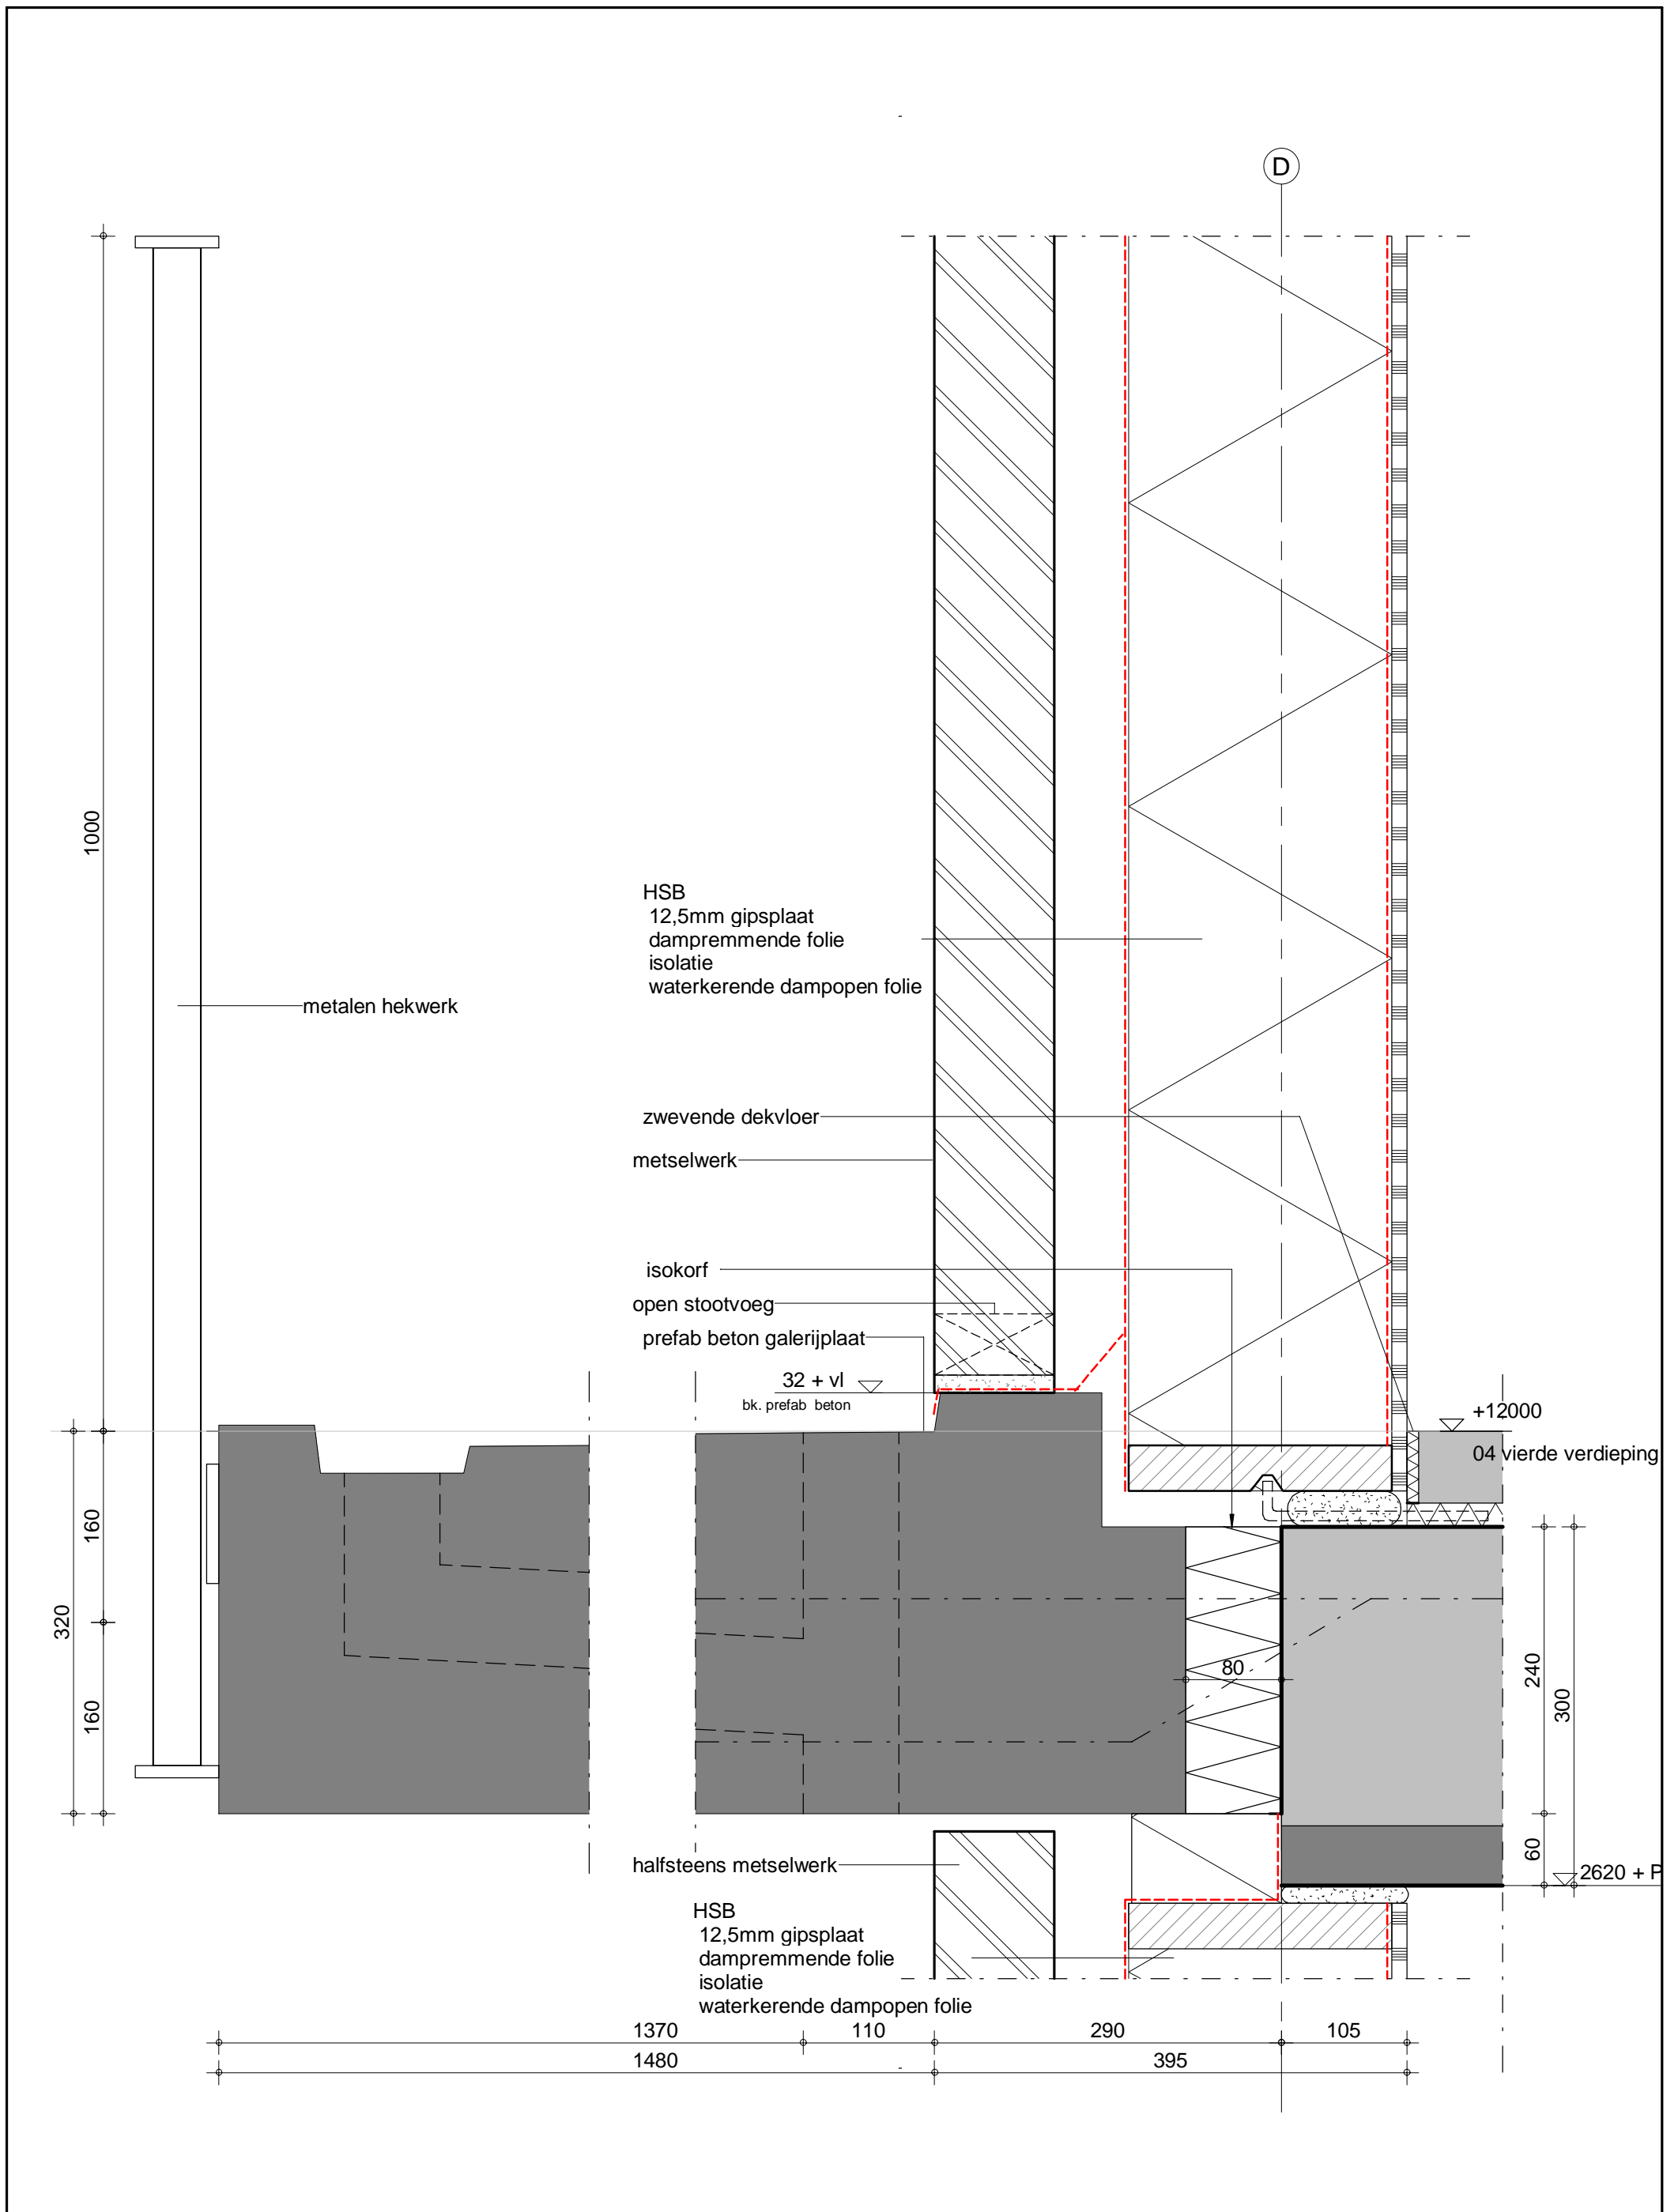 D
1000
HSB
12,5mm gipsplaat
dampremmende folie
isolatie
waterkerende dampopen folie
metalen hekwerk
zwevende dekvloer
metselwerk
isokorf
open stootvoeg
prefab beton galerijplaat
32 + vl
bk. prefab beton
+12000
04 vierde verdieping
160
320
160
80
240
300
60
2620 + P
halfsteens metselwerk
HSB
12,5mm gipsplaat
dampremmende folie
isolatie
waterkerende dampopen folie
1370 110 290 105
1480 395